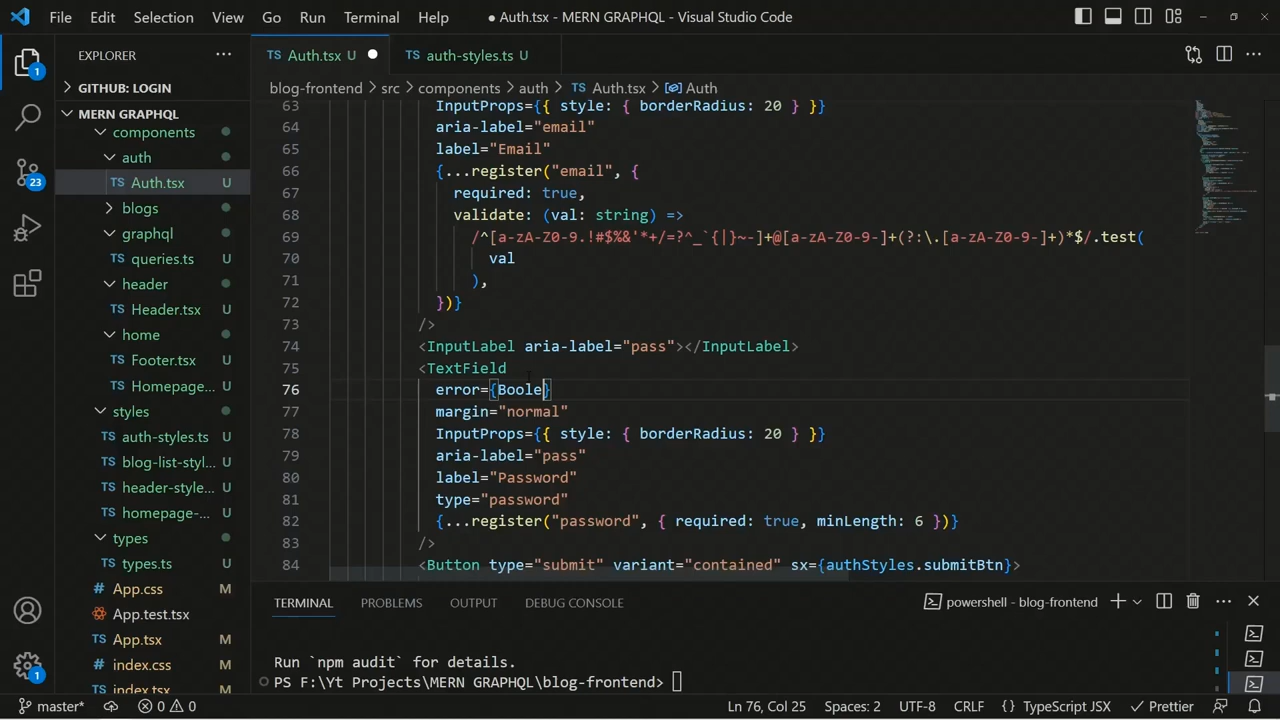 File Edit Selection View Go Run Terminal Help ● Auth.tsx - MERN GRAPHQL - Visual Studio Code
EXPLORER ···
TS Auth.tsx U ●
TS auth-styles.ts U
···
blog-frontend > src > components > auth > TS Auth.tsx > Auth
GITHUB: LOGIN
MERN GRAPHQL
components
auth
TS Auth.tsx U
blogs
graphql
TS queries.ts U
header
TS Header.tsx U
home
TS Footer.tsx U
TS Homepage... U
styles
TS auth-styles.ts U
TS blog-list-styl... U
TS header-style... U
TS homepage-... U
types
TS types.ts U
# App.css M
App.test.tsx U
TS App.tsx M
# index.css M
TS index.tsx M
1
23
1
63 InputProps={{ style: { borderRadius: 20 } }}
64 aria-label="email"
65 label="Email"
66 {...register("email", {
67 required: true,
68 validate: (val: string) =>
69 /^[a-zA-Z0-9.!#$%&'*+/=?^_`{|}~-]+@[a-zA-Z0-9-]+(?:\.[a-zA-Z0-9-]+)*$/.test(
70 val
71 ),
72 })}
73 />
74 <InputLabel aria-label="pass"></InputLabel>
75 <TextField
76 error={Boole}
77 margin="normal"
78 InputProps={{ style: { borderRadius: 20 } }}
79 aria-label="pass"
80 label="Password"
81 type="password"
82 {...register("password", { required: true, minLength: 6 })}
83 />
84 <Button type="submit" variant="contained" sx={authStyles.submitBtn}>
TERMINAL PROBLEMS OUTPUT DEBUG CONSOLE powershell - blog-frontend ···
Run `npm audit` for details.
PS F:\Yt Projects\MERN GRAPHQL\blog-frontend>
master* 0 0 Ln 76, Col 25 Spaces: 2 UTF-8 CRLF {} TypeScript JSX Prettier